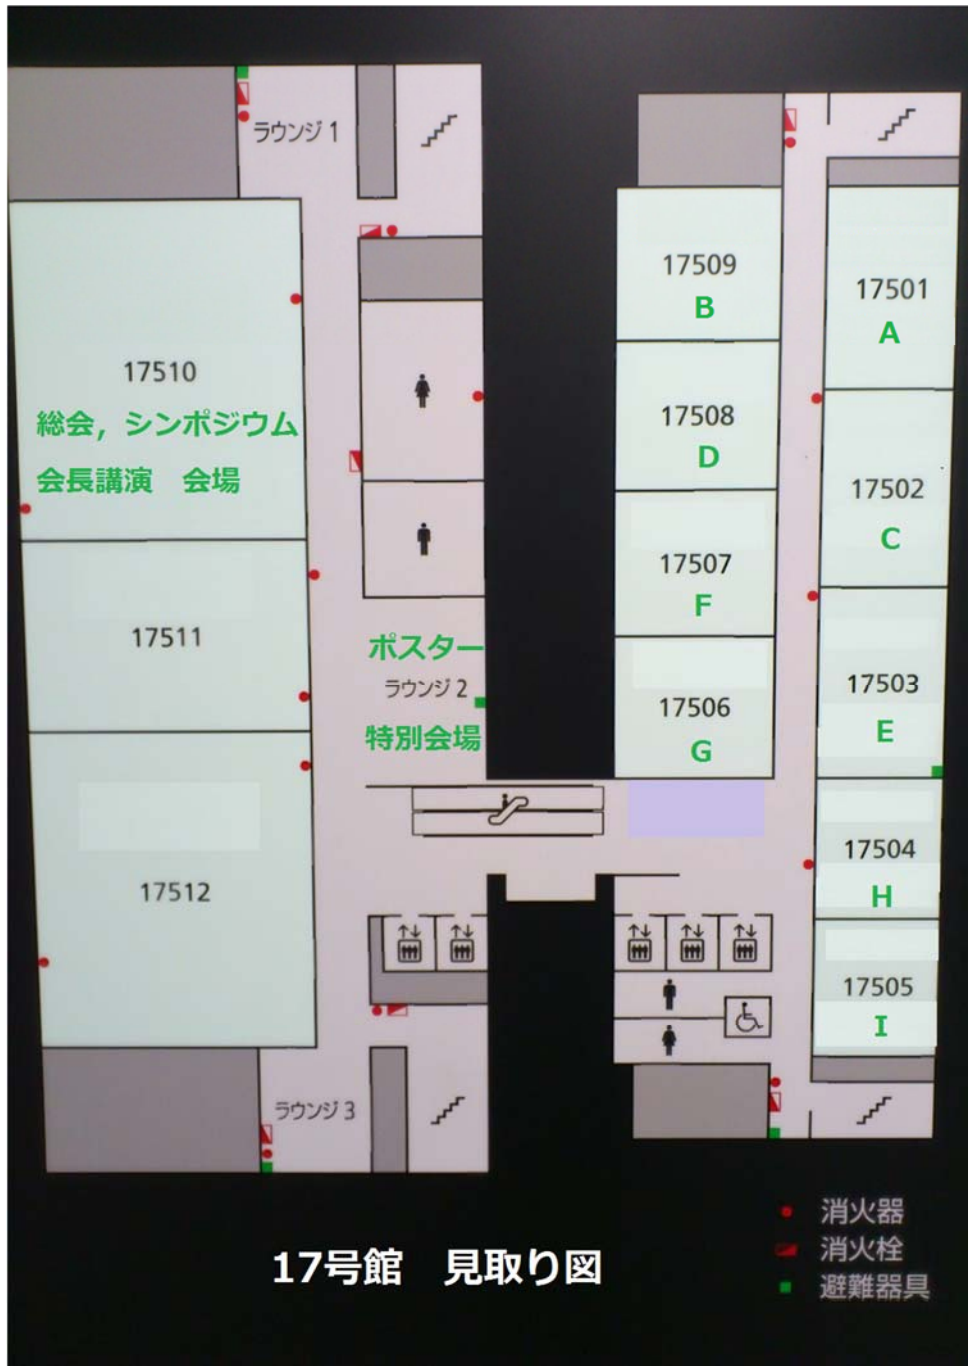 ラウンジ 1
17510
総会，シンポジウム
会長講演　会場
17511
17512
ポスター
ラウンジ 2
特別会場
ラウンジ 3
17509
B
17508
D
17507
F
17506
G
17501
A
17502
C
17503
E
17504
H
17505
I
消火器
消火栓
避難器具
17号館　見取り図